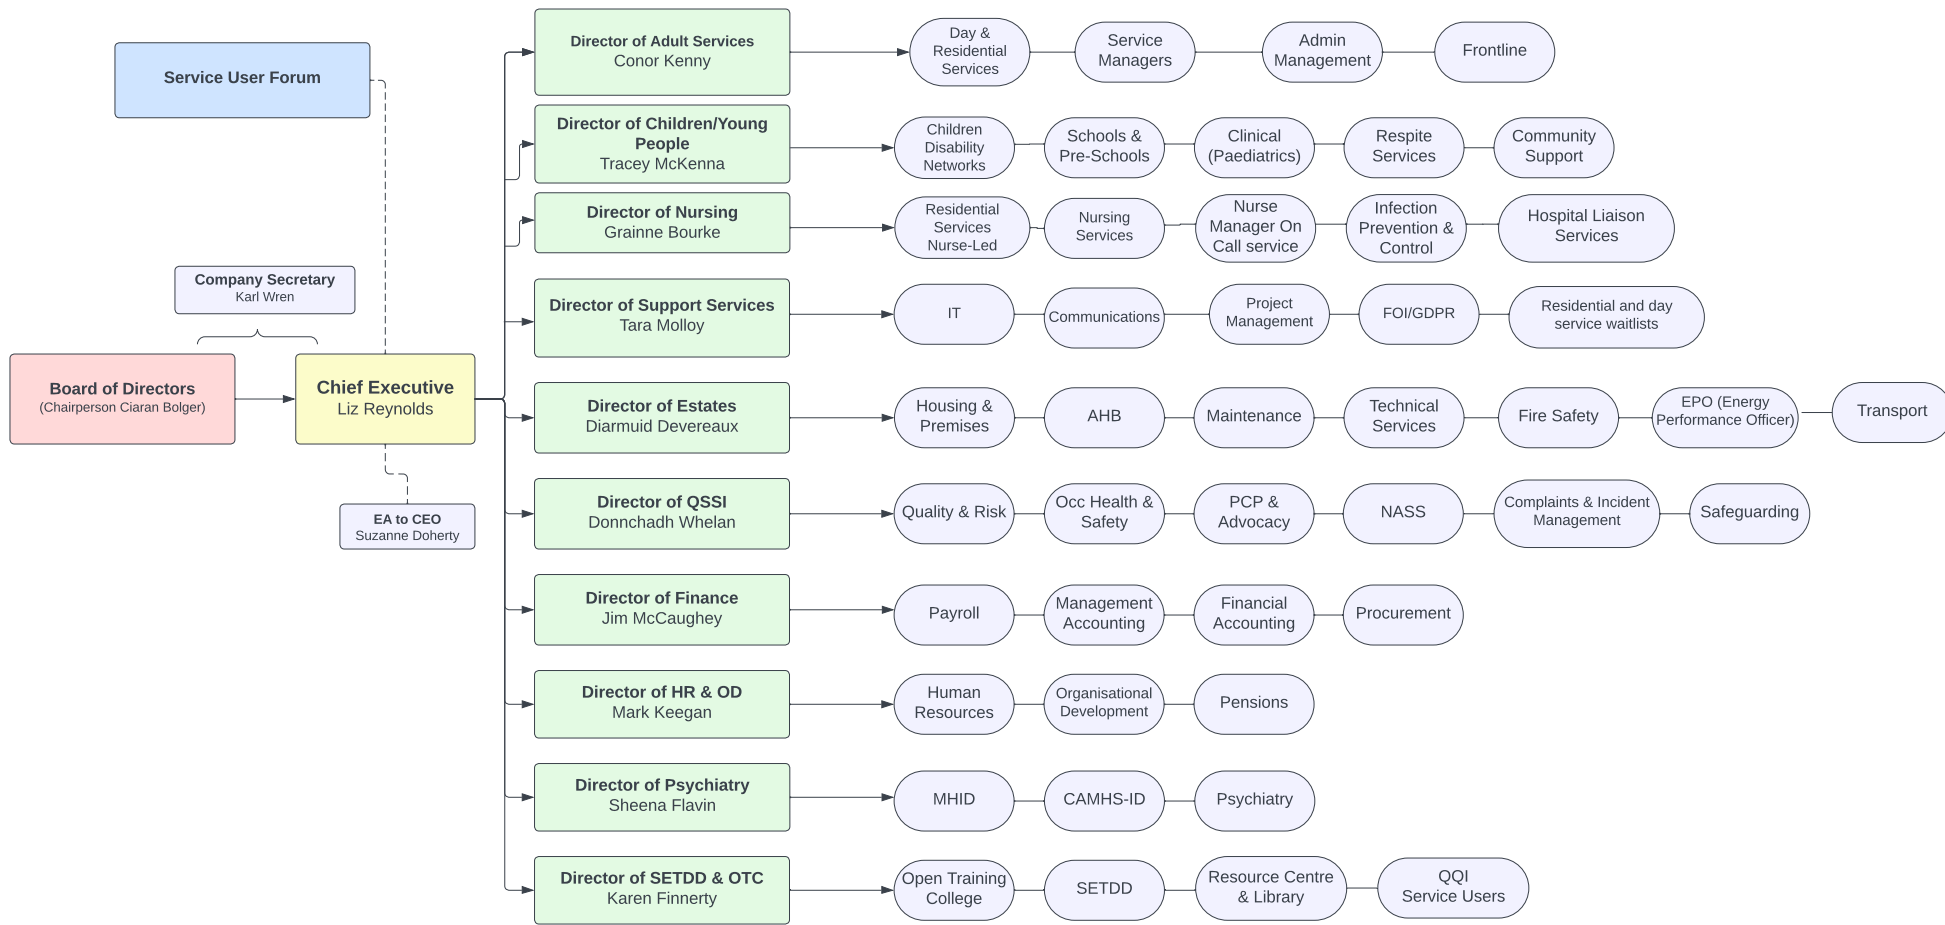 Service User Forum
Company Secretary
Karl Wren
Board of Directors
(Chairperson Ciaran Bolger)
Chief Executive
Liz Reynolds
EA to CEO
Suzanne Doherty
Director of Adult Services
Conor Kenny
Day &
Residential
Services
Service
Managers
Admin
Management
Frontline
Director of Children/Young
People
Tracey McKenna
Children
Disability
Networks
Schools &
Pre-Schools
Clinical
(Paediatrics)
Respite
Services
Community
Support
Director of Nursing
Grainne Bourke
Residential
Services
Nurse-Led
Nursing
Services
Nurse
Manager On
Call service
Infection
Prevention &
Control
Hospital Liaison
Services
Director of Support Services
Tara Molloy
IT
Communications
Project
Management
FOI/GDPR
Residential and day
service waitlists
Director of Estates
Diarmuid Devereaux
Housing &
Premises
AHB
Maintenance
Technical
Services
Fire Safety
EPO (Energy
Performance Officer)
Transport
Director of QSSI
Donnchadh Whelan
Quality & Risk
Occ Health &
Safety
PCP &
Advocacy
NASS
Complaints & Incident
Management
Safeguarding
Director of Finance
Jim McCaughey
Payroll
Management
Accounting
Financial
Accounting
Procurement
Director of HR & OD
Mark Keegan
Human
Resources
Organisational
Development
Pensions
Director of Psychiatry
Sheena Flavin
MHID
CAMHS-ID
Psychiatry
Director of SETDD & OTC
Karen Finnerty
Open Training
College
SETDD
Resource Centre
& Library
QQI
Service Users